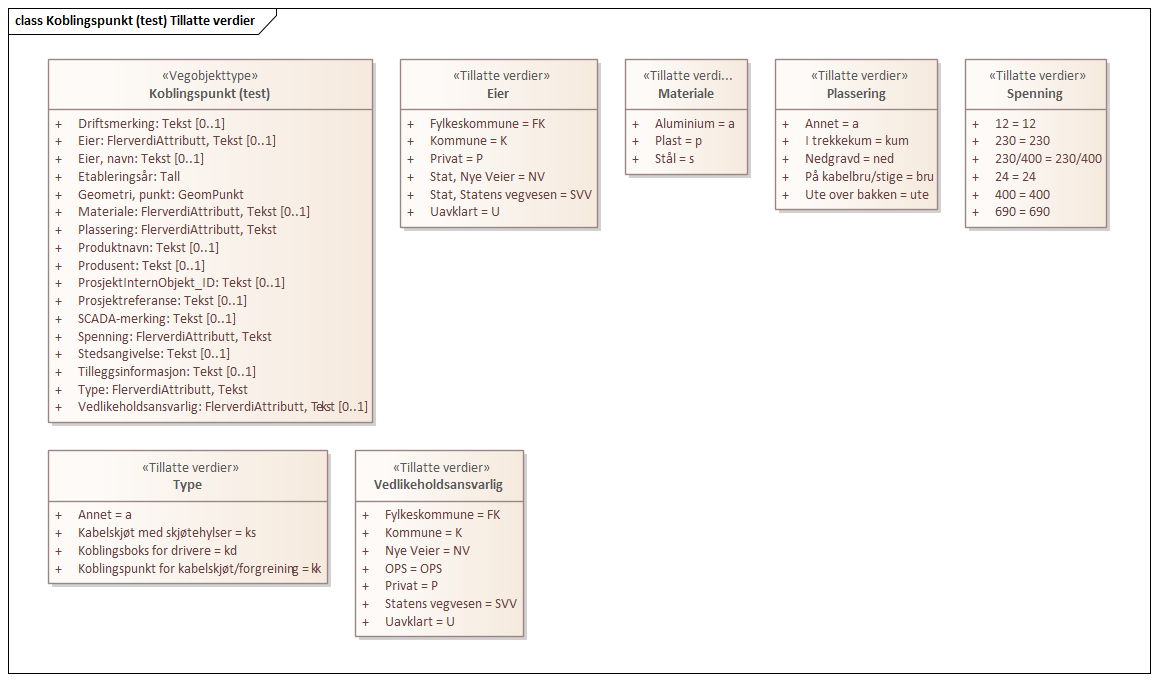 class Koblingspunkt (test) Tillatte verdier
«Vegobjekttype»
Koblingspunkt (test)
+ Driftsmerking: Tekst [0..1]
+ Eier: FlerverdiAttributt, Tekst [0..1]
+ Eier, navn: Tekst [0..1]
+ Etableringsår: Tall
+ Geometri, punkt: GeomPunkt
+ Materiale: FlerverdiAttributt, Tekst [0..1]
+ Plassering: FlerverdiAttributt, Tekst
+ Produktnavn: Tekst [0..1]
+ Produsent: Tekst [0..1]
+ ProsjektInternObjekt_ID: Tekst [0..1]
+ Prosjektreferanse: Tekst [0..1]
+ SCADA-merking: Tekst [0..1]
+ Spenning: FlerverdiAttributt, Tekst
+ Stedsangivelse: Tekst [0..1]
+ Tilleggsinformasjon: Tekst [0..1]
+ Type: FlerverdiAttributt, Tekst
+ Vedlikeholdsansvarlig: FlerverdiAttributt, Tekst [0..1]
«Tillatte verdier»
Eier
+ Fylkeskommune = FK
+ Kommune = K
+ Privat = P
+ Stat, Nye Veier = NV
+ Stat, Statens vegvesen = SVV
+ Uavklart = U
«Tillatte verdi...
Materiale
+ Aluminium = a
+ Plast = p
+ Stål = s
«Tillatte verdier»
Plassering
+ Annet = a
+ I trekkekum = kum
+ Nedgravd = ned
+ På kabelbru/stige = bru
+ Ute over bakken = ute
«Tillatte verdier»
Spenning
+ 12 = 12
+ 230 = 230
+ 230/400 = 230/400
+ 24 = 24
+ 400 = 400
+ 690 = 690
«Tillatte verdier»
Type
+ Annet = a
+ Kabelskjøt med skjøtehylser = ks
+ Koblingsboks for drivere = kd
+ Koblingspunkt for kabelskjøt/forgreining = kk
«Tillatte verdier»
Vedlikeholdsansvarlig
+ Fylkeskommune = FK
+ Kommune = K
+ Nye Veier = NV
+ OPS = OPS
+ Privat = P
+ Statens vegvesen = SVV
+ Uavklart = U